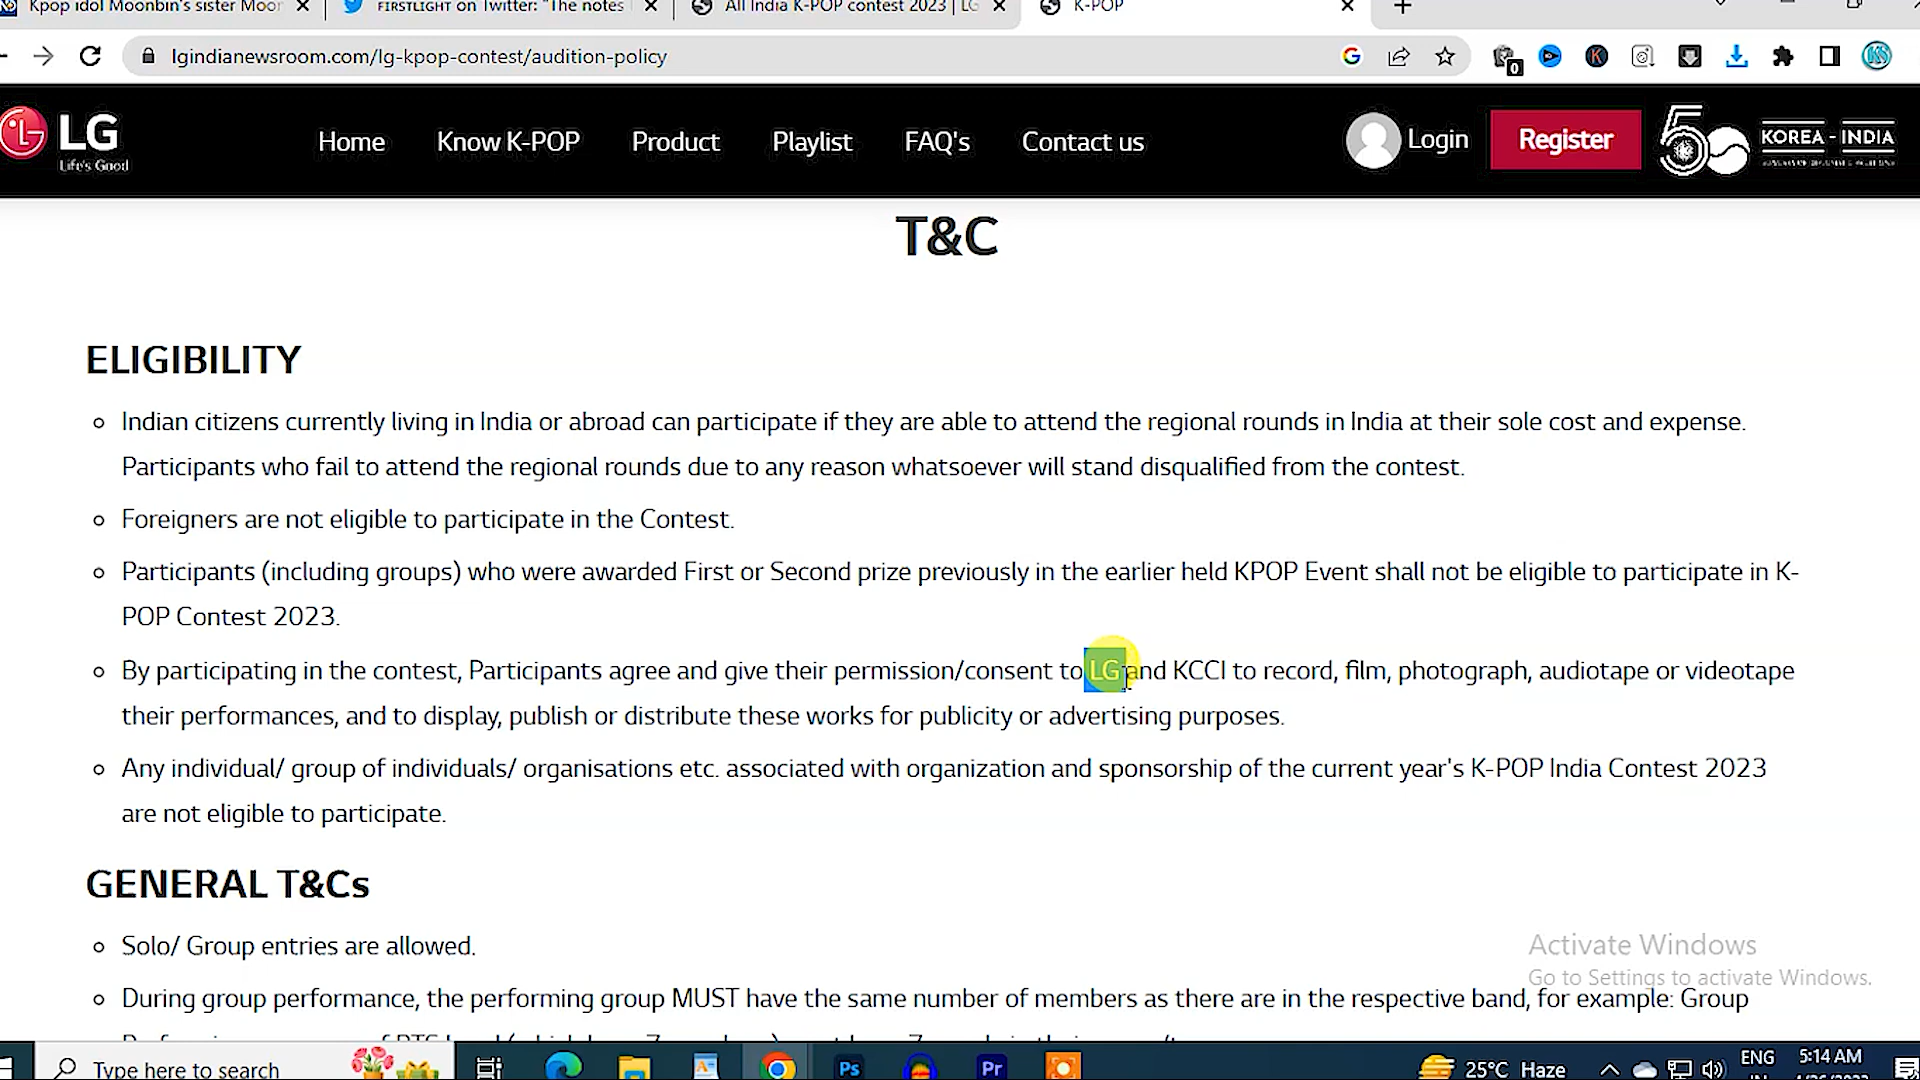 Kpop idol Moonbin's sister Moon
FIRSTLIGHT on Twitter: "The notes
All India K-POP contest 2023 | LG
K-POP
lgindianewsroom.com/lg-kpop-contest/audition-policy
0
LG
Life's Good
Home
Know K-POP
Product
Playlist
FAQ's
Contact us
Login
Register
50
KOREA - INDIA
T&C
ELIGIBILITY
Indian citizens currently living in India or abroad can participate if they are able to attend the regional rounds in India at their sole cost and expense.
Participants who fail to attend the regional rounds due to any reason whatsoever will stand disqualified from the contest.
Foreigners are not eligible to participate in the Contest.
Participants (including groups) who were awarded First or Second prize previously in the earlier held KPOP Event shall not be eligible to participate in K-
POP Contest 2023.
By participating in the contest, Participants agree and give their permission/consent to LG and KCCI to record, film, photograph, audiotape or videotape
their performances, and to display, publish or distribute these works for publicity or advertising purposes.
Any individual/ group of individuals/ organisations etc. associated with organization and sponsorship of the current year's K-POP India Contest 2023
are not eligible to participate.
GENERAL T&Cs
Solo/ Group entries are allowed.
During group performance, the performing group MUST have the same number of members as there are in the respective band, for example: Group
Activate Windows
Go to Settings to activate Windows.
Type here to search
Ps
Pr
25°C Haze
ENG
5:14 AM